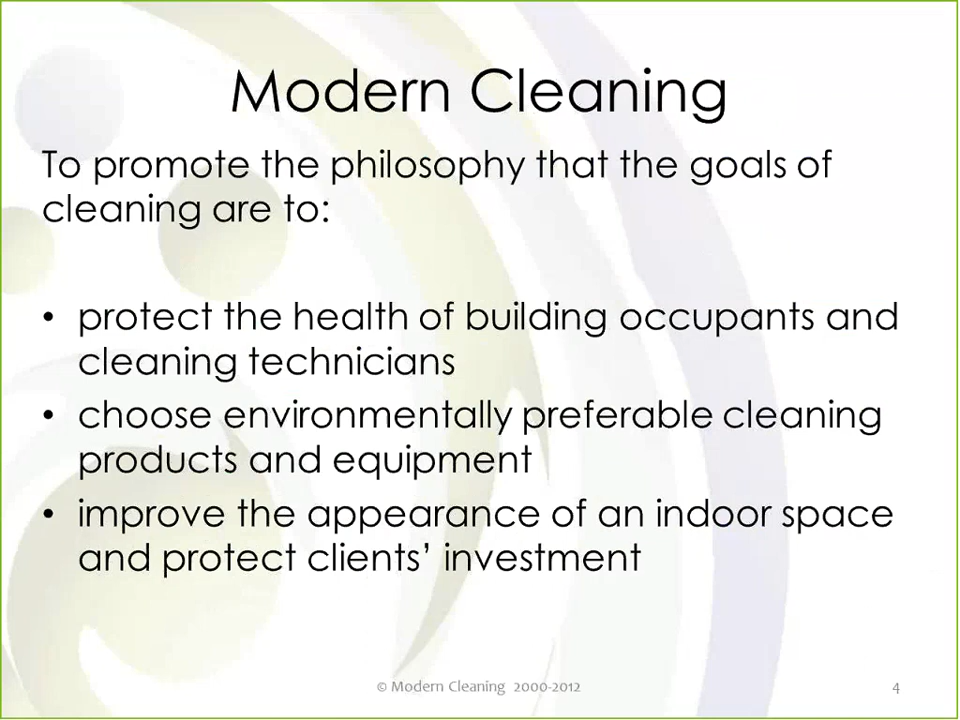 Modern Cleaning
To promote the philosophy that the goals of
cleaning are to:
• protect the health of building occupants and
cleaning technicians
• choose environmentally preferable cleaning
products and equipment
• improve the appearance of an indoor space
and protect clients’ investment
© Modern Cleaning 2000-2012
4